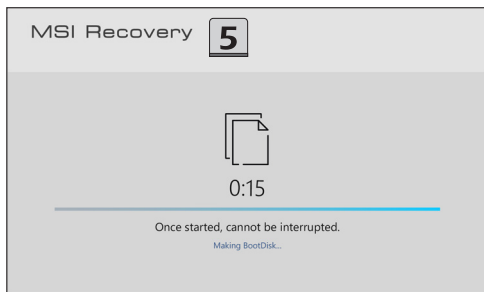 MSI Recovery 5
0:15
Once started, cannot be interrupted.
Making BootDisk...